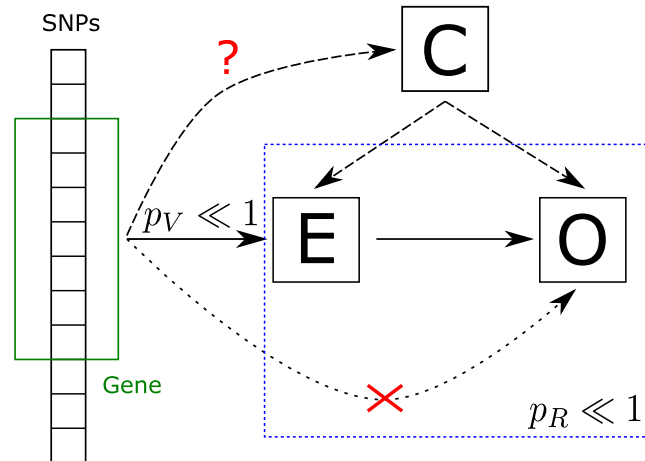 SNPs
?
C
p_V ≪ 1
E
O
Gene
p_R ≪ 1